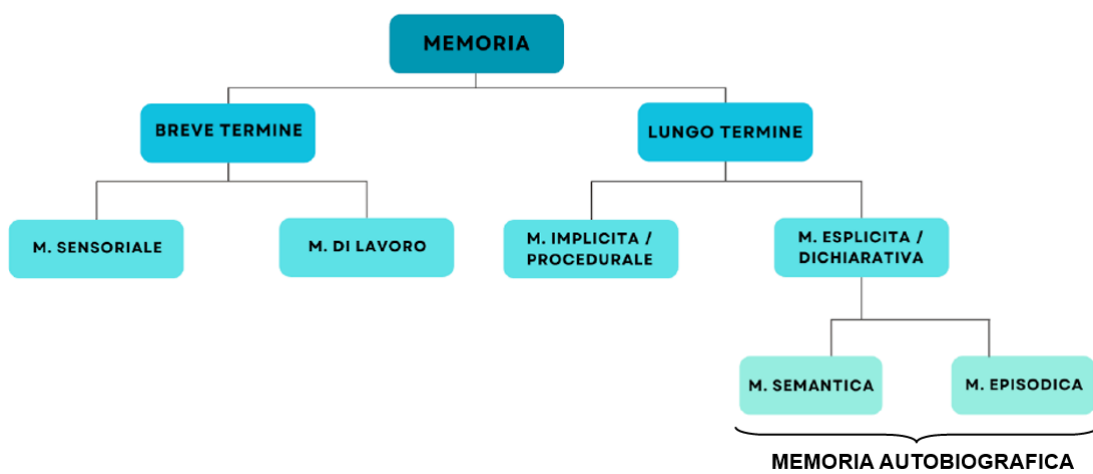 MEMORIA
BREVE TERMINE
LUNGO TERMINE
M. SENSORIALE
M. DI LAVORO
M. IMPLICITA /
PROCEDURALE
M. ESPLICITA /
DICHIARATIVA
M. SEMANTICA
M. EPISODICA
MEMORIA AUTOBIOGRAFICA